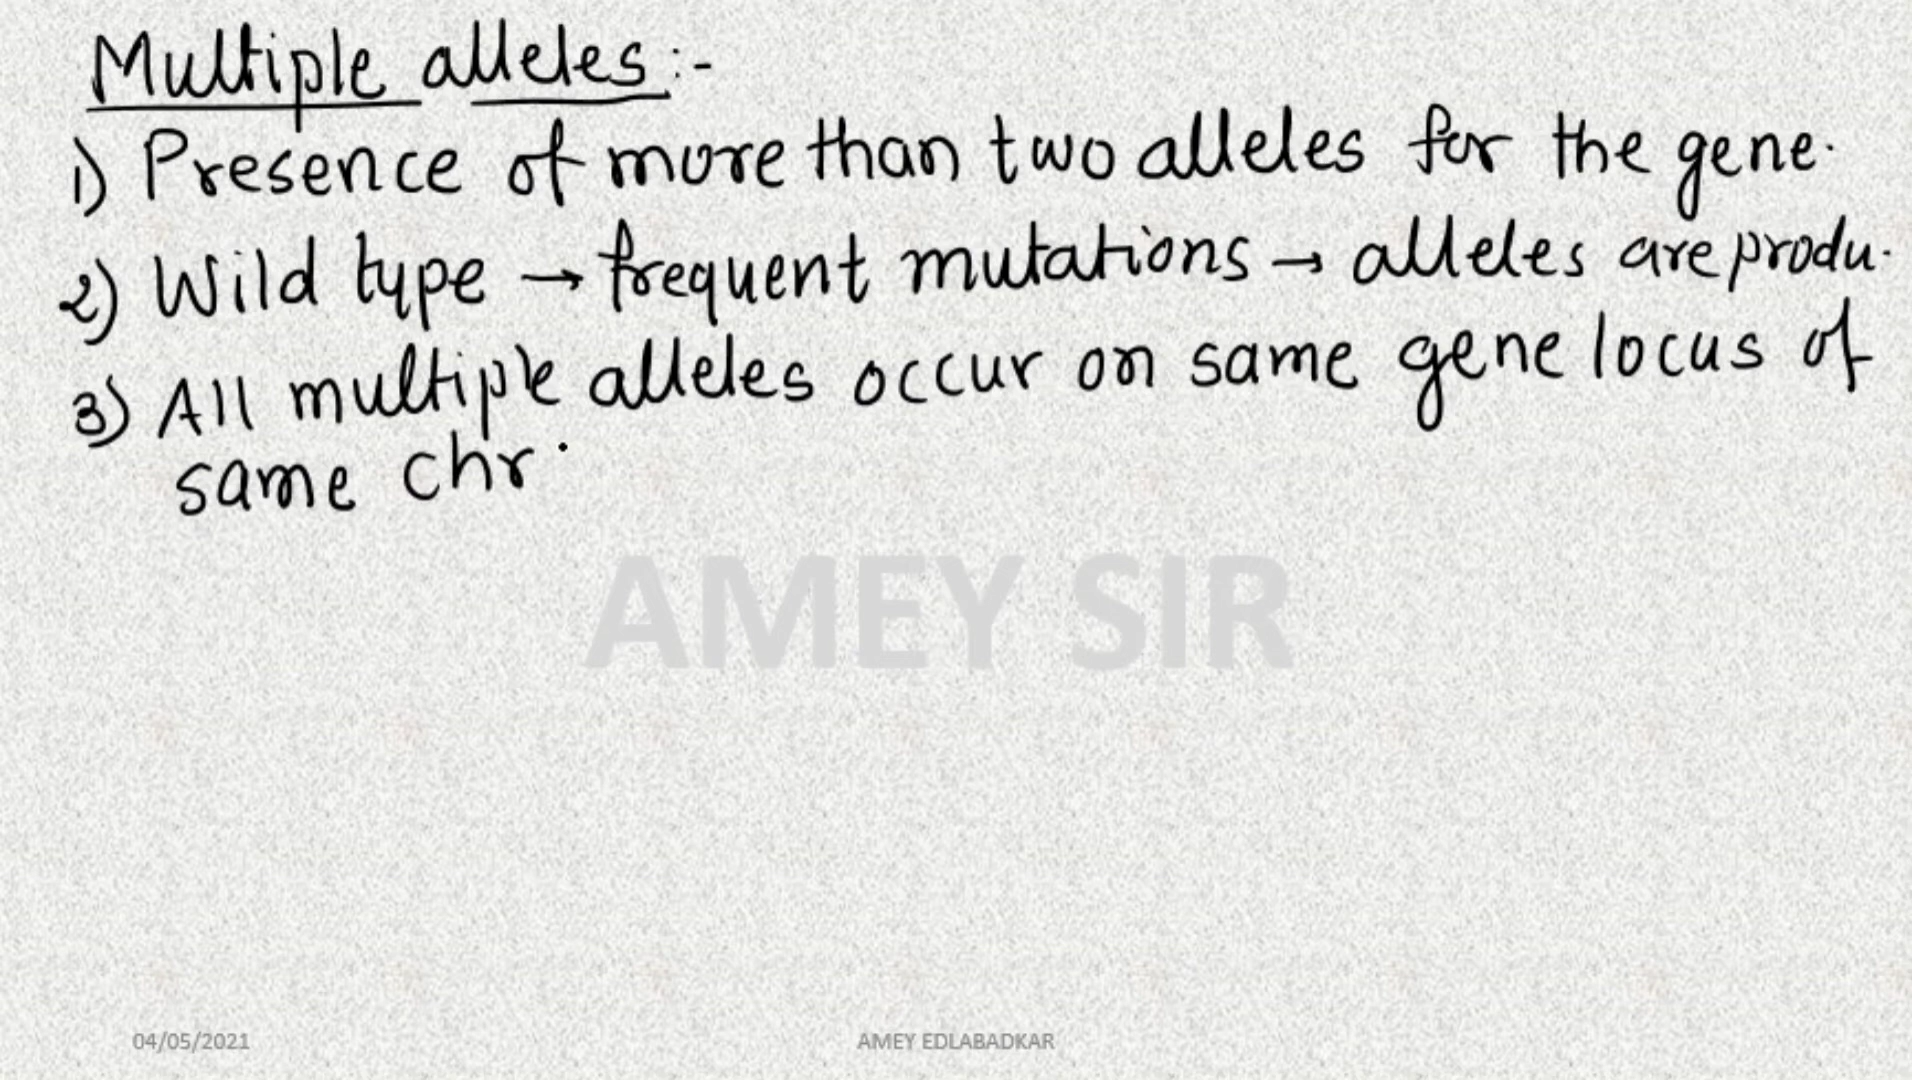 Multiple alleles :-
1) Presence of more than two alleles for the gene.
2) Wild type → frequent mutations → alleles are produ.
3) All multiple alleles occur on same gene locus of
same chr.
AMEY SIR
04/05/2021
AMEY EDLABADKAR